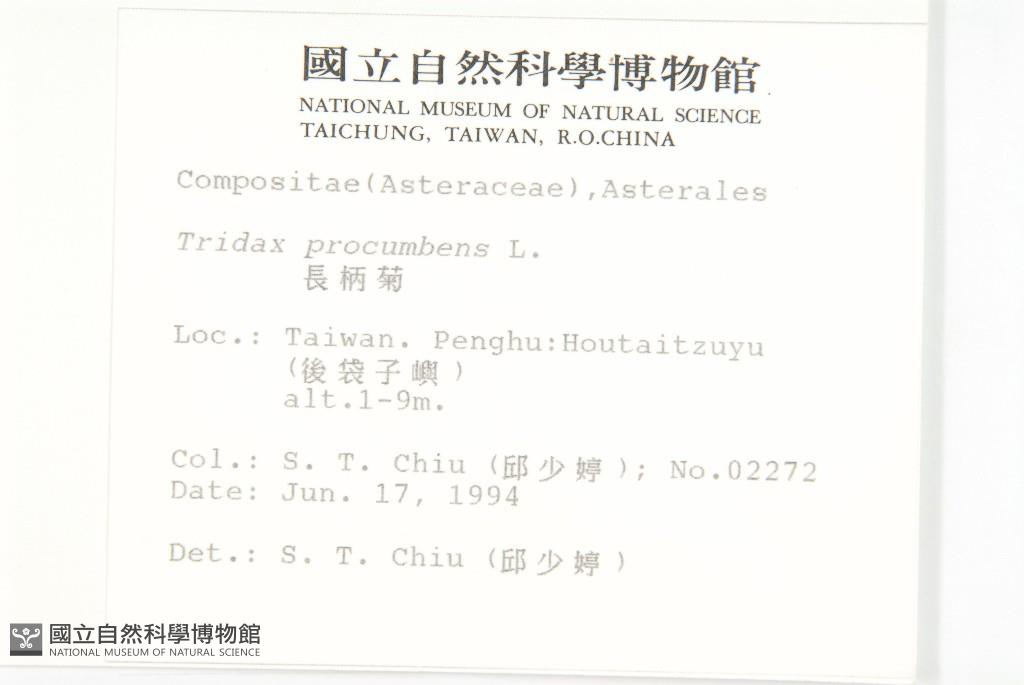 國立自然科學博物館
NATIONAL MUSEUM OF NATURAL SCIENCE
TAICHUNG, TAIWAN, R.O.CHINA
Compositae(Asteraceae),Asterales
Tridax procumbens L.
長柄菊
Loc.: Taiwan. Penghu:Houtaitzuyu
(後袋子嶼)
alt.1-9m.
Col.: S. T. Chiu (邱少婷); No.02272
Date: Jun. 17, 1994
Det.: S. T. Chiu (邱少婷)
國立自然科學博物館
NATIONAL MUSEUM OF NATURAL SCIENCE